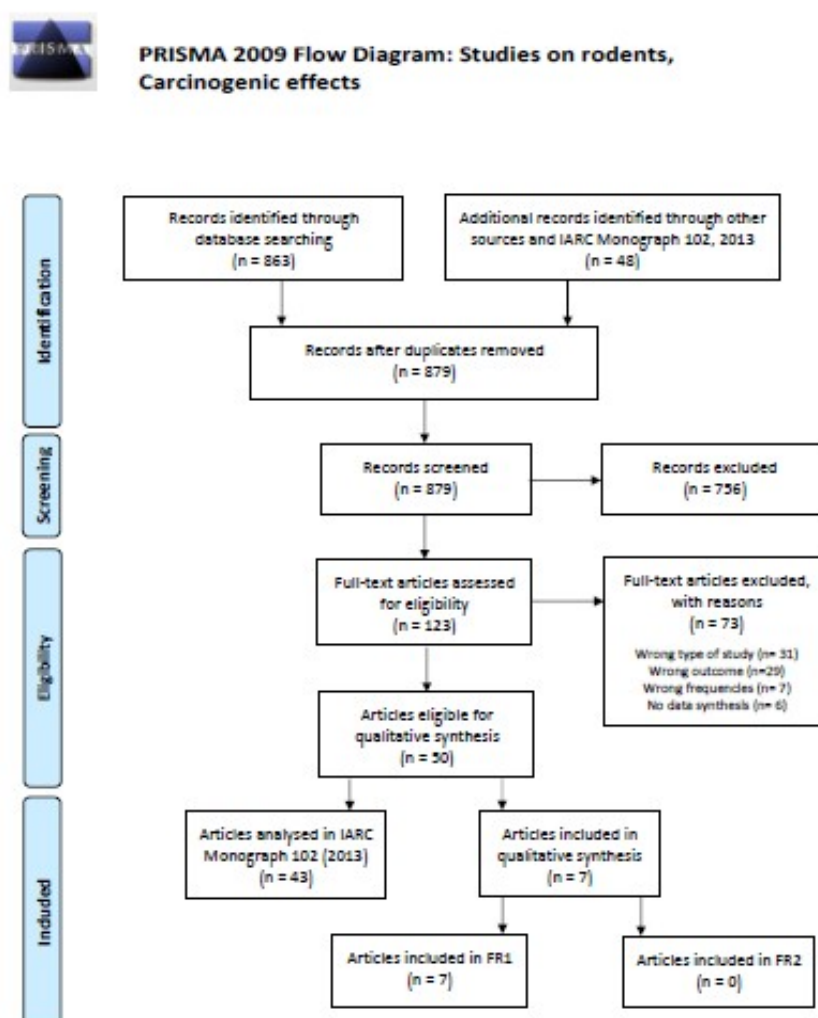 PRISMA
PRISMA 2009 Flow Diagram: Studies on rodents,
Carcinogenic effects
Identification
Records identified through
database searching
(n = 863)
Additional records identified through other
sources and IARC Monograph 102, 2013
(n = 48)
Records after duplicates removed
(n = 879)
Screening
Records screened
(n = 879)
Records excluded
(n = 756)
Eligibility
Full-text articles assessed
for eligibility
(n = 123)
Full-text articles excluded,
with reasons
(n = 73)
Wrong type of study (n= 31)
Wrong outcome (n=29)
Wrong frequencies (n= 7)
No data synthesis (n= 6)
Articles eligible for
qualitative synthesis
(n = 50)
Included
Articles analysed in IARC
Monograph 102 (2013)
(n = 43)
Articles included in
qualitative synthesis
(n = 7)
Articles included in FR1
(n = 7)
Articles included in FR2
(n = 0)